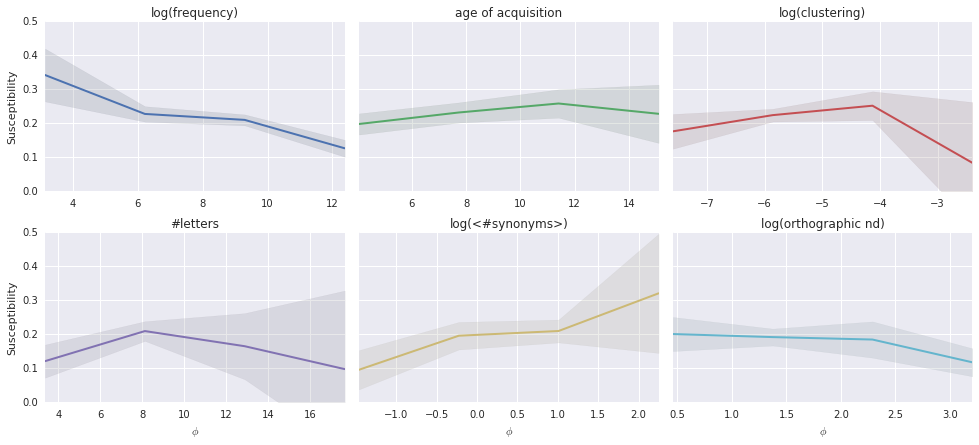 log(frequency) age of acquisition log(clustering)
0.5
0.4
0.3
0.2
0.1
0.0
Susceptibility
4 6 8 10 12
6 8 10 12 14
−7 −6 −5 −4 −3
#letters log(<#synonyms>) log(orthographic nd)
0.5
0.4
0.3
0.2
0.1
0.0
Susceptibility
4 6 8 10 12 14 16
−1.0 −0.5 0.0 0.5 1.0 1.5 2.0
0.5 1.0 1.5 2.0 2.5 3.0
ϕ ϕ ϕ